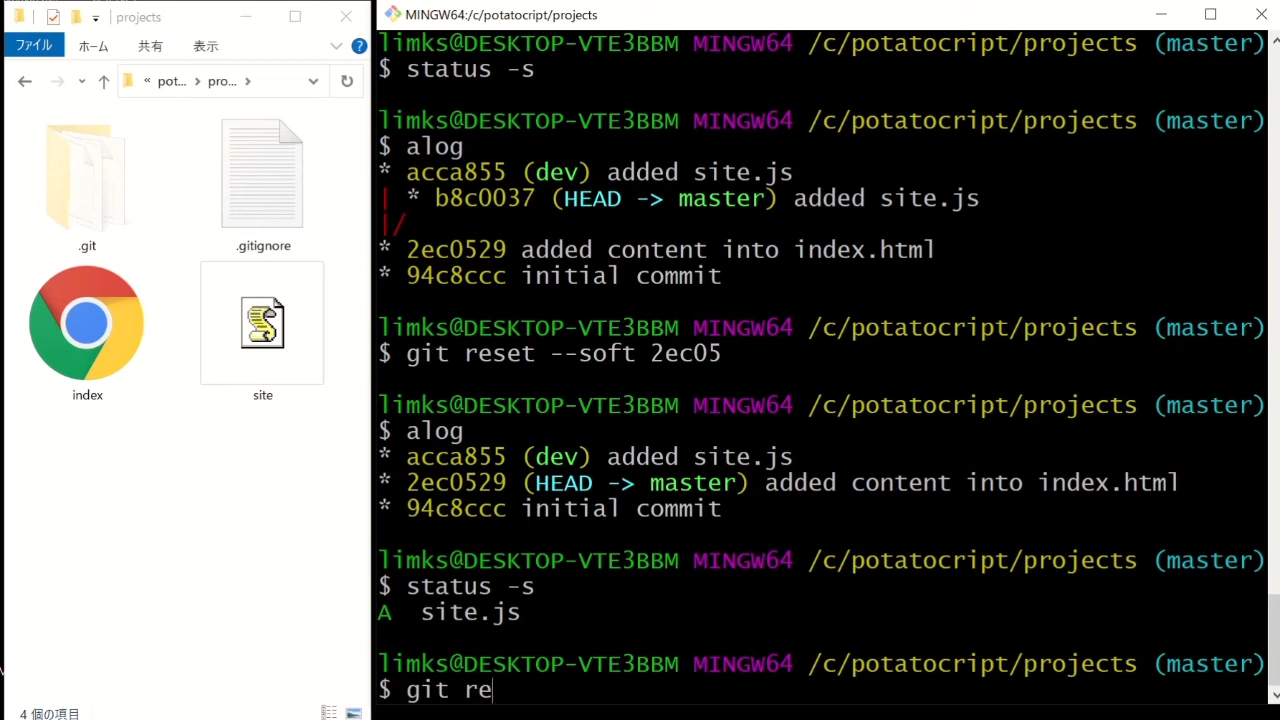 projects
ファイル
ホーム
共有
表示
« pot... > pro... >
.git
.gitignore
index
site
4 個の項目
MINGW64:/c/potatocript/projects
limks@DESKTOP-VTE3BBM MINGW64 /c/potatocript/projects (master)
$ status -s
limks@DESKTOP-VTE3BBM MINGW64 /c/potatocript/projects (master)
$ alog
* acca855 (dev) added site.js
| * b8c0037 (HEAD -> master) added site.js
|/
* 2ec0529 added content into index.html
* 94c8ccc initial commit
limks@DESKTOP-VTE3BBM MINGW64 /c/potatocript/projects (master)
$ git reset --soft 2ec05
limks@DESKTOP-VTE3BBM MINGW64 /c/potatocript/projects (master)
$ alog
* acca855 (dev) added site.js
* 2ec0529 (HEAD -> master) added content into index.html
* 94c8ccc initial commit
limks@DESKTOP-VTE3BBM MINGW64 /c/potatocript/projects (master)
$ status -s
A  site.js
limks@DESKTOP-VTE3BBM MINGW64 /c/potatocript/projects (master)
$ git re